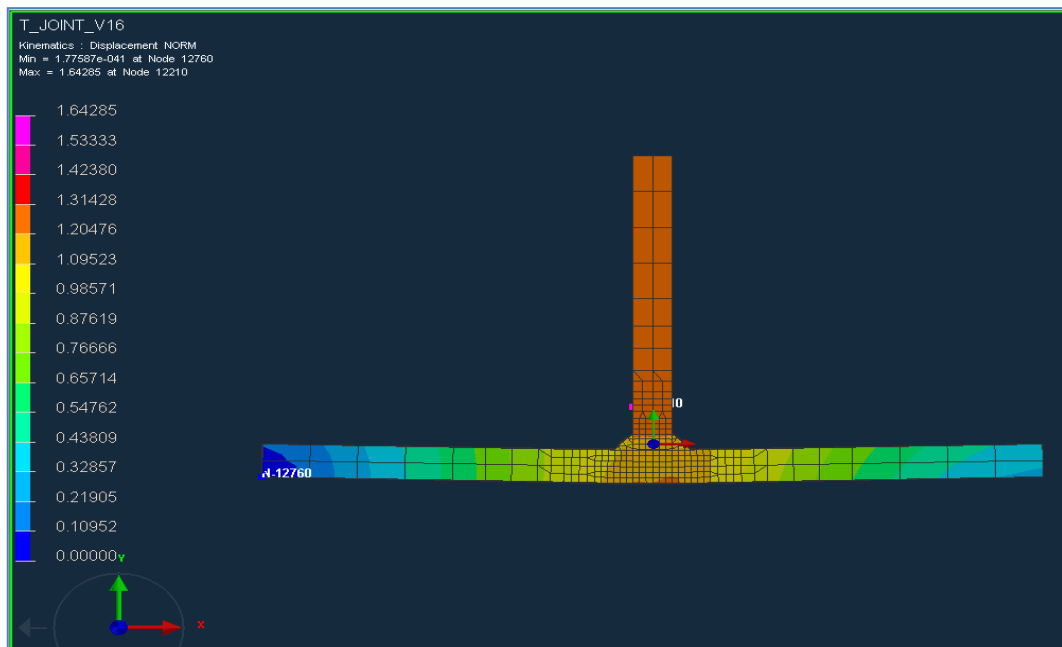 T_JOINT_V16
Kinematics : Displacement NORM
Min = 1.77587e-041 at Node 12760
Max = 1.64285 at Node 12210
1.64285
1.53333
1.42380
1.31428
1.20476
1.09523
0.98571
0.87619
0.76666
0.65714
0.54762
0.43809
0.32857
0.21905
0.10952
0.00000
N-12760
Y
X